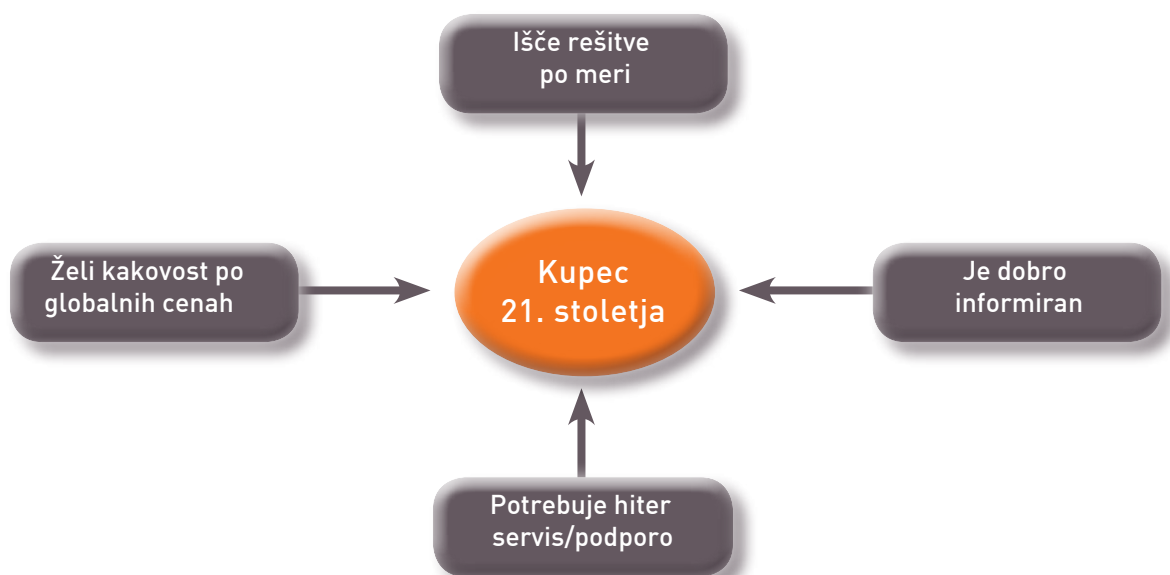 Išče rešitve
po meri
Želi kakovost po
globalnih cenah
Kupec
21. stoletja
Je dobro
informiran
Potrebuje hiter
servis/podporo